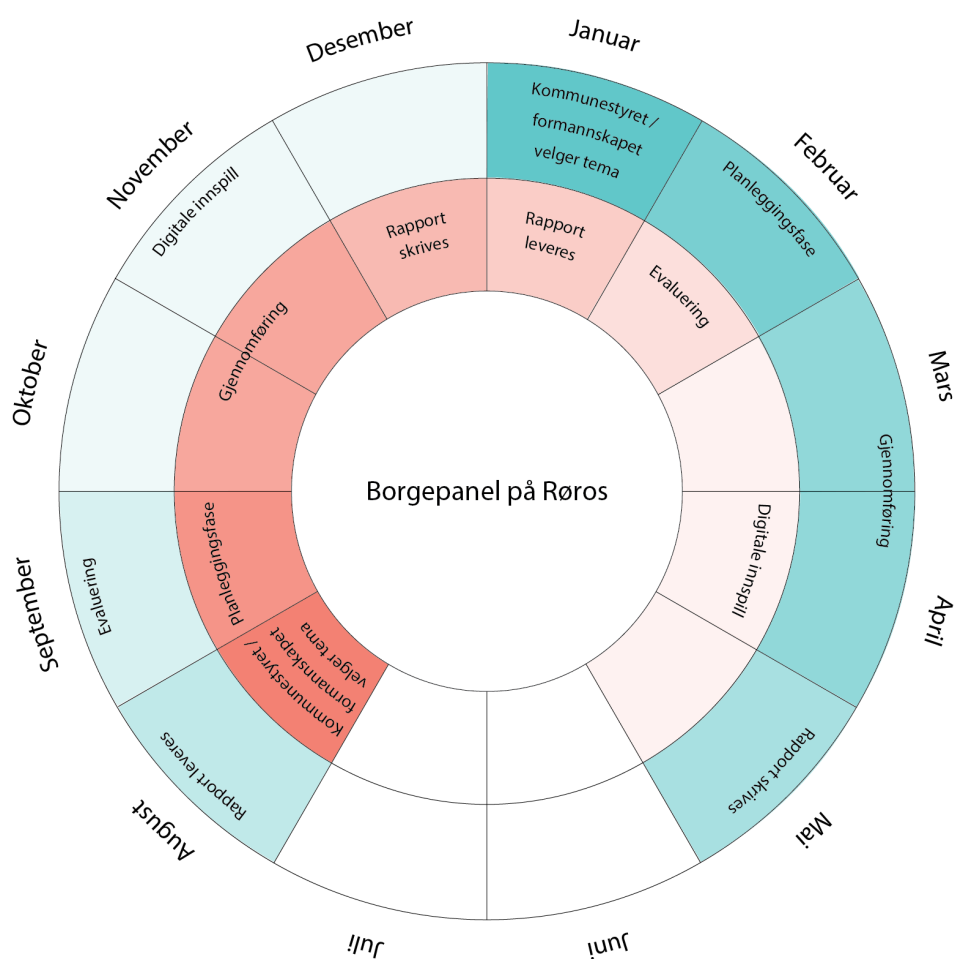 Januar
Februar
Mars
April
Mai
Juni
Juli
August
September
Oktober
November
Desember
Kommunestyret /
formannskapet
velger tema
Planleggingsfase
Gjennomføring
Rapport skrives
Rapport leveres
Evaluering
Digitale innspill
Rapport
leveres
Evaluering
Digitale innspill
Kommunestyret /
formannskapet
velger tema
Planleggingsfase
Gjennomføring
Rapport
skrives
Borgepanel på Røros